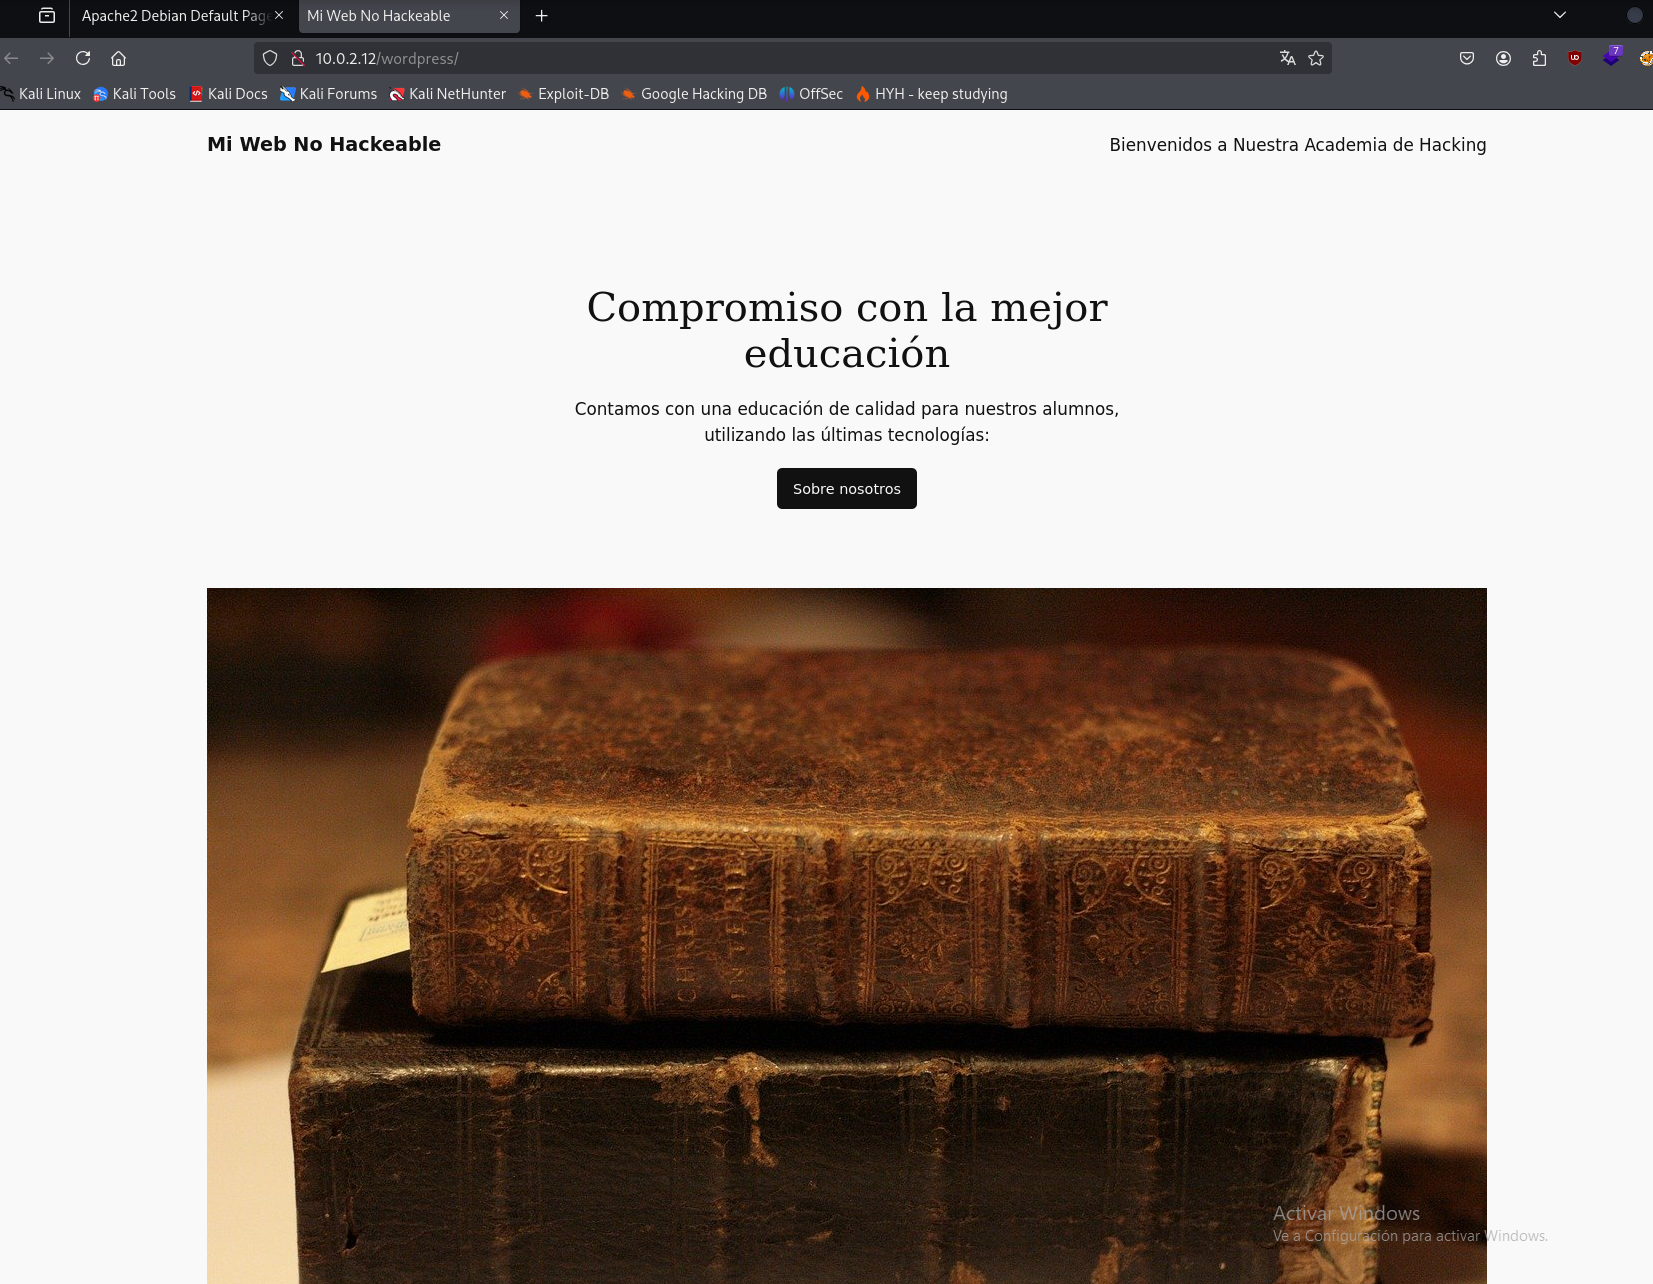 Apache2 Debian Default Pag
Mi Web No Hackeable
10.0.2.12/wordpress/
7
Kali Linux
Kali Tools
Kali Docs
Kali Forums
Kali NetHunter
Exploit-DB
Google Hacking DB
OffSec
HYH - keep studying
Mi Web No Hackeable
Bienvenidos a Nuestra Academia de Hacking
Compromiso con la mejor
educación
Contamos con una educación de calidad para nuestros alumnos,
utilizando las últimas tecnologías:
Sobre nosotros
Activar Windows
Ve a Configuración para activar Windows.